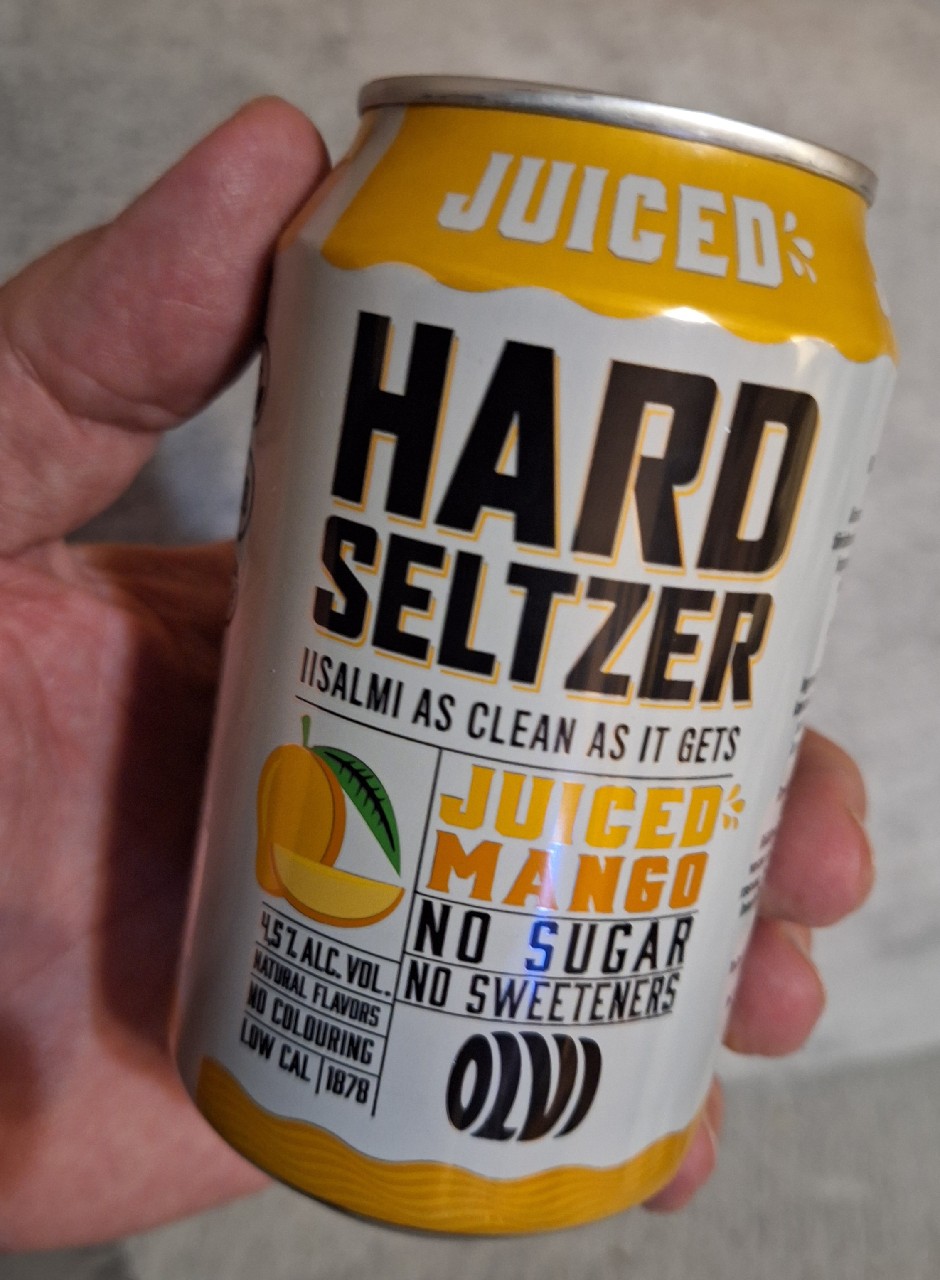 JUICED
HARD
SELTZER
IISALMI AS CLEAN AS IT GETS
JUICED
MANGO
NO SUGAR
NO SWEETENERS
4,5% ALC. VOL.
NATURAL FLAVORS
NO COLOURING
LOW CAL 1878
OLVI